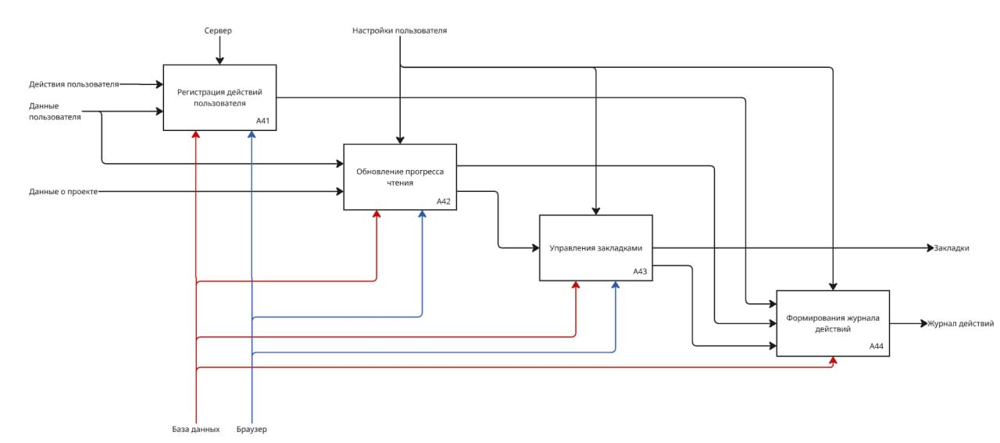 Сервер
Настройки пользователя
Действия пользователя
Данные
пользователя
Регистрация действий
пользователя
A41
Обновление прогресса
чтения
A42
Данные о проекте
Управления закладками
A43
Закладки
Формирования журнала
действий
A44
Журнал действий
База данных
Браузер